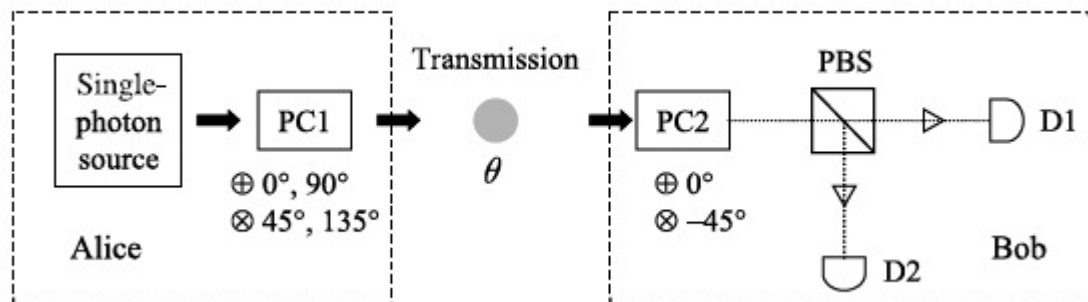 Single-
photon
source
PC1
⊕ 0°, 90°
⊗ 45°, 135°
Alice
Transmission
θ
PC2
⊕ 0°
⊗ –45°
PBS
D1
D2
Bob